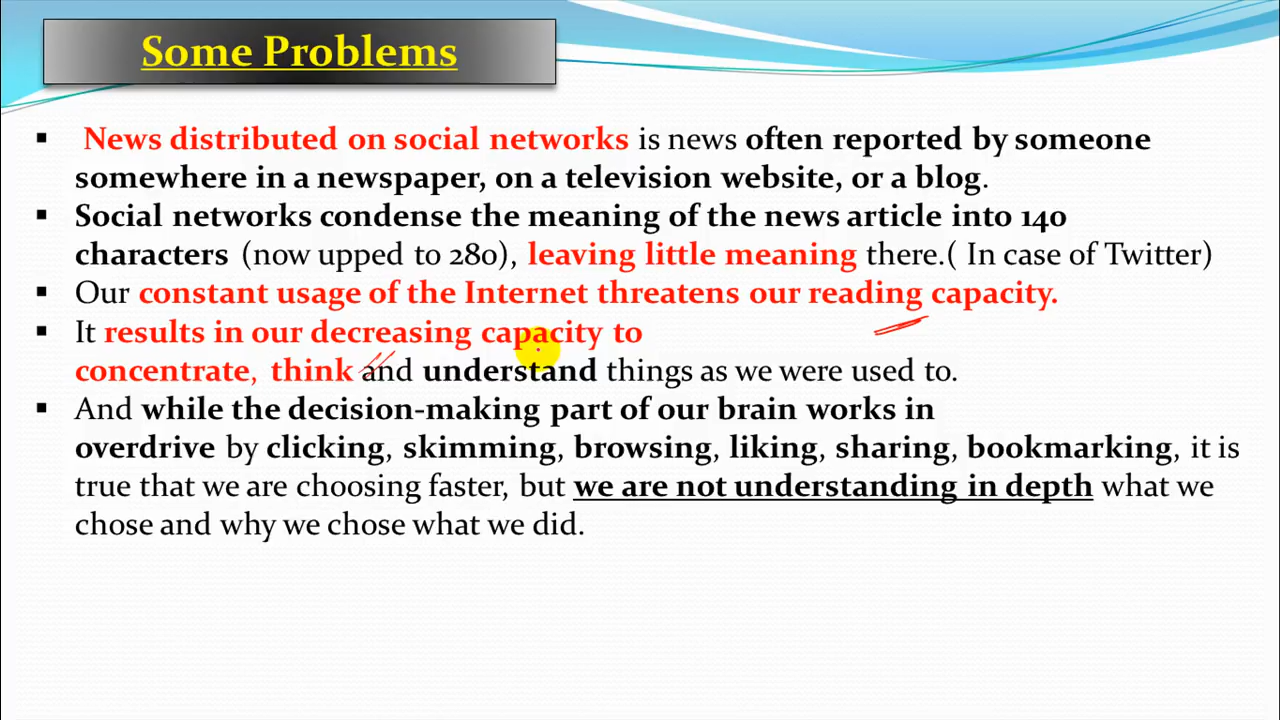 Some Problems
▪ News distributed on social networks is news often reported by someone
somewhere in a newspaper, on a television website, or a blog.
▪ Social networks condense the meaning of the news article into 140
characters (now upped to 280), leaving little meaning there.( In case of Twitter)
▪ Our constant usage of the Internet threatens our reading capacity.
▪ It results in our decreasing capacity to
concentrate, think and understand things as we were used to.
▪ And while the decision-making part of our brain works in
overdrive by clicking, skimming, browsing, liking, sharing, bookmarking, it is
true that we are choosing faster, but we are not understanding in depth what we
chose and why we chose what we did.